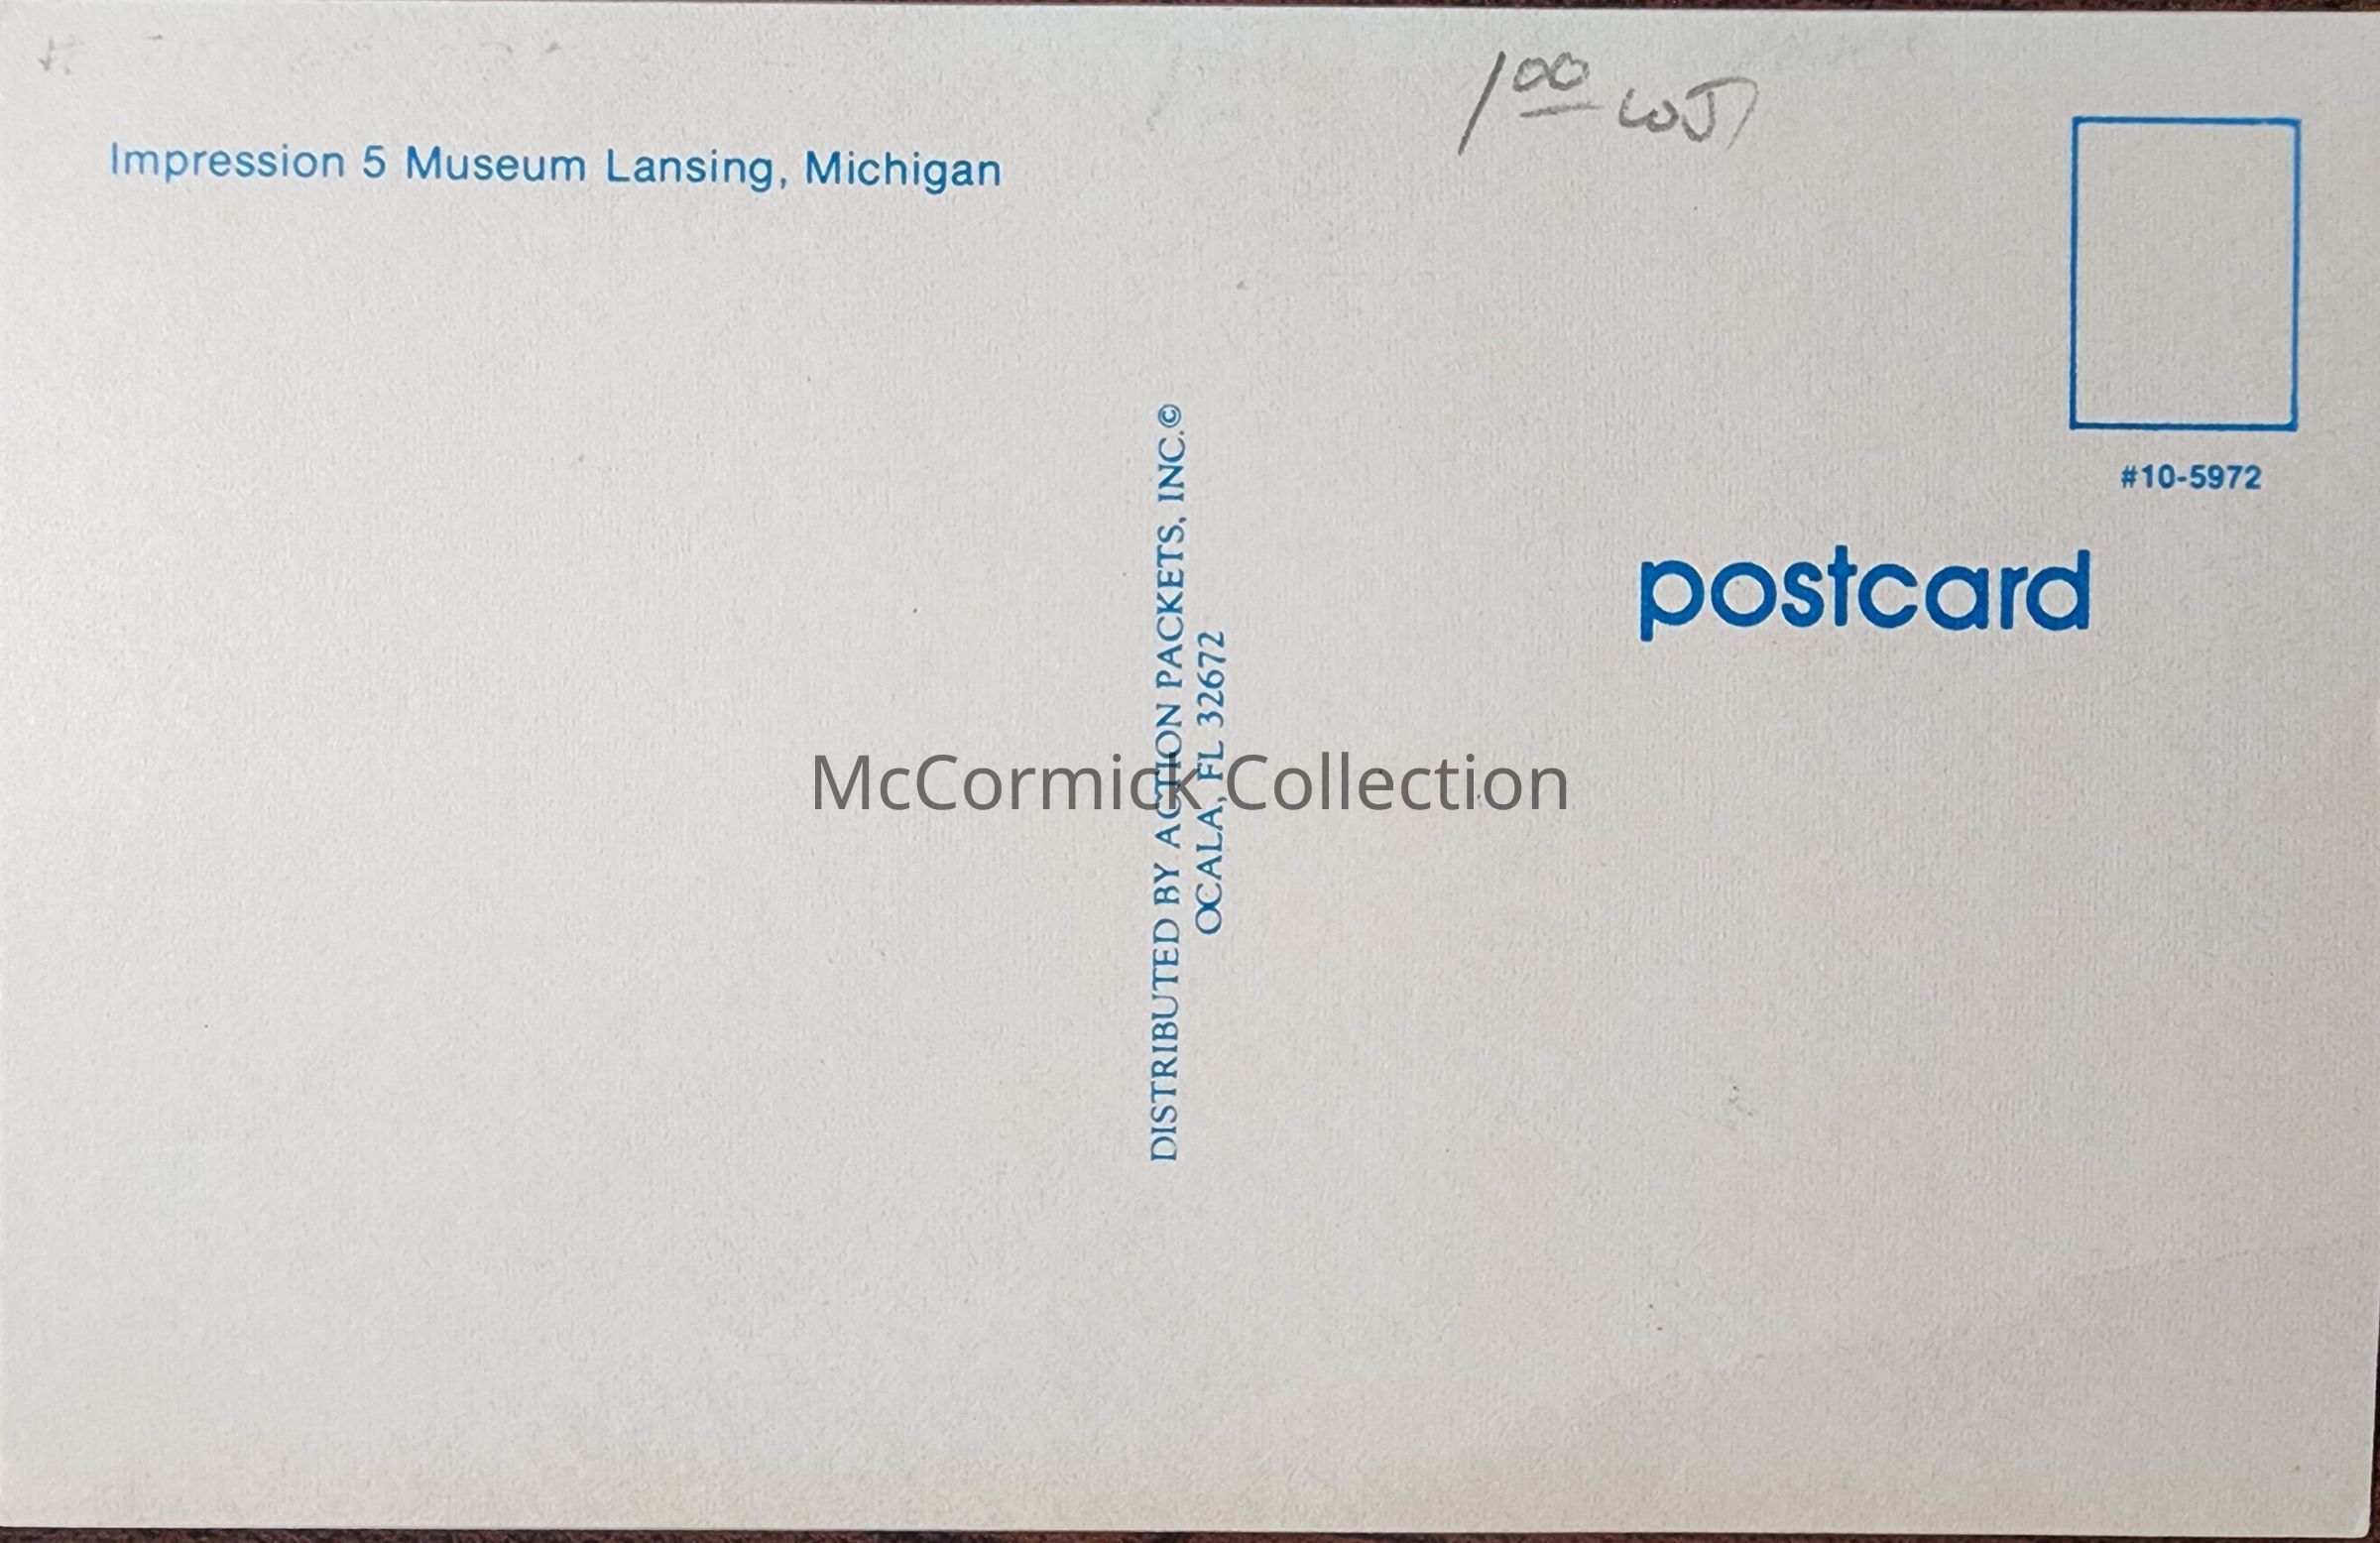 1 00 WJ
Impression 5 Museum Lansing, Michigan
#10-5972
postcard
DISTRIBUTED BY ACTION PACKETS, INC.©
OCALA, FL 32672
McCormick Collection